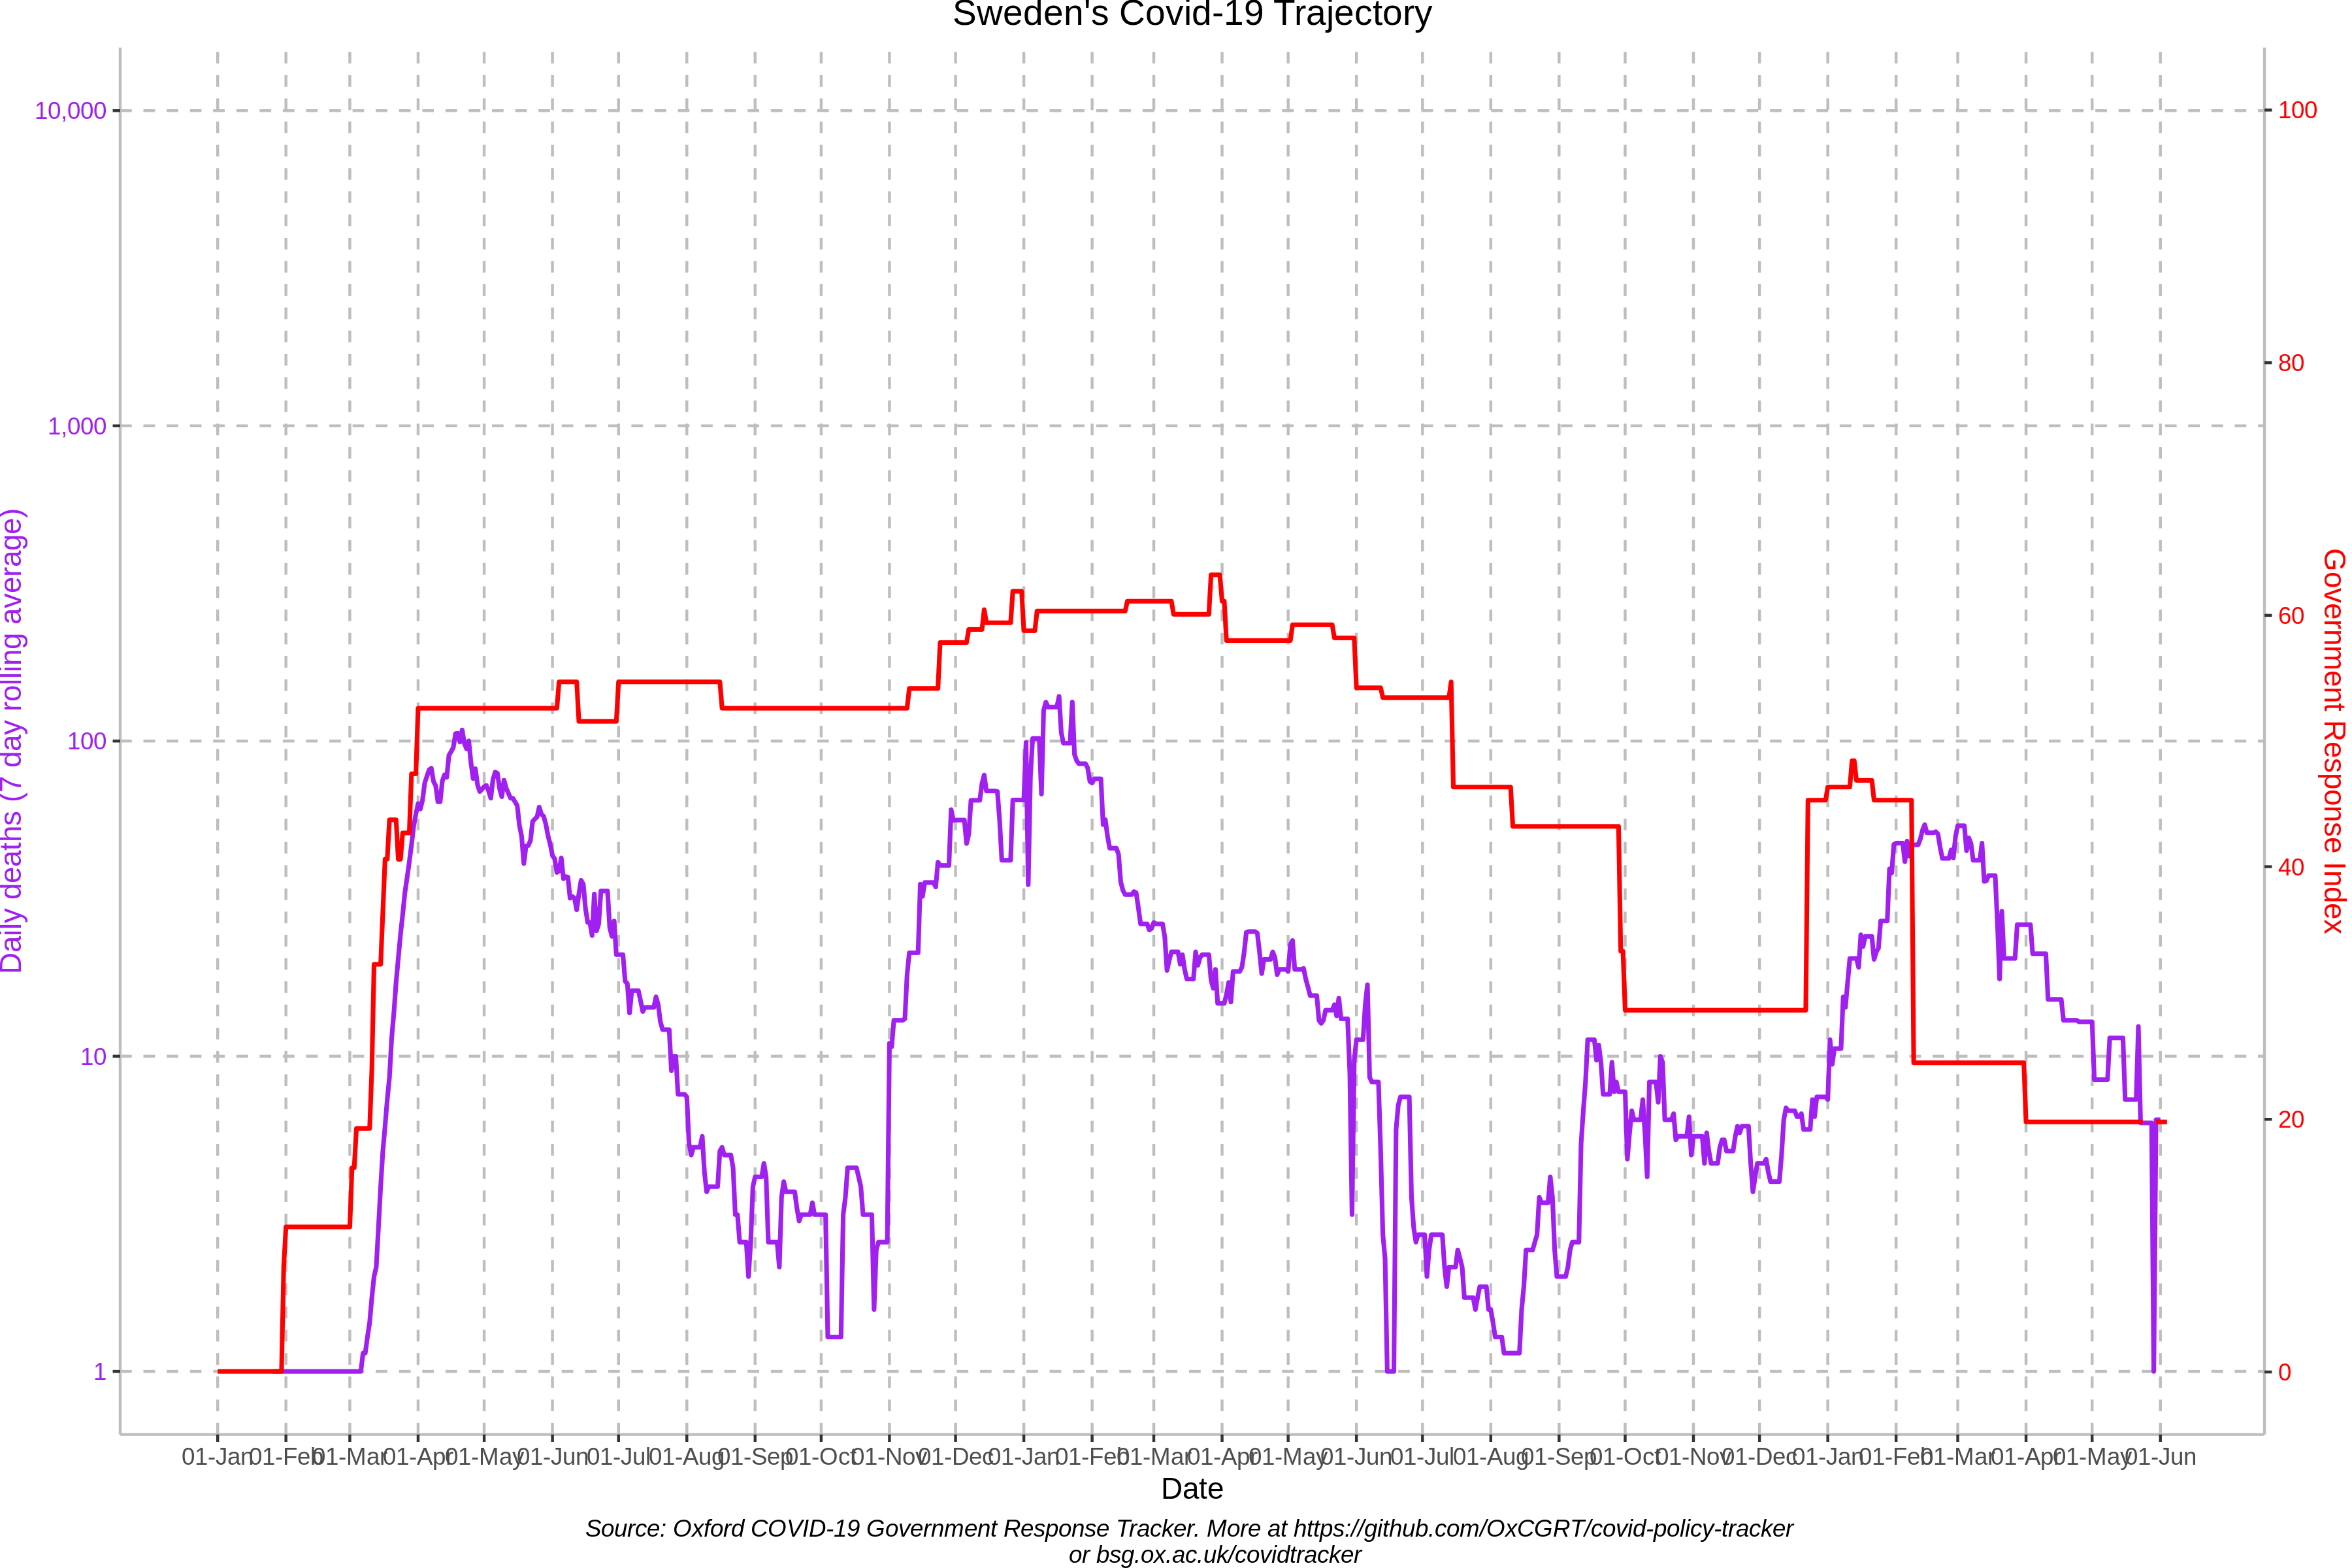 Sweden's Covid-19 Trajectory
10,000
1,000
100
10
1
Daily deaths (7 day rolling average)
100
80
60
40
20
0
Government Response Index
01-Jan 01-Feb 01-Mar 01-Apr 01-May 01-Jun 01-Jul 01-Aug 01-Sep 01-Oct 01-Nov 01-Dec 01-Jan 01-Feb 01-Mar 01-Apr 01-May 01-Jun 01-Jul 01-Aug 01-Sep 01-Oct 01-Nov 01-Dec 01-Jan 01-Feb 01-Mar 01-Apr 01-May 01-Jun
Date
Source: Oxford COVID-19 Government Response Tracker. More at https://github.com/OxCGRT/covid-policy-tracker
or bsg.ox.ac.uk/covidtracker